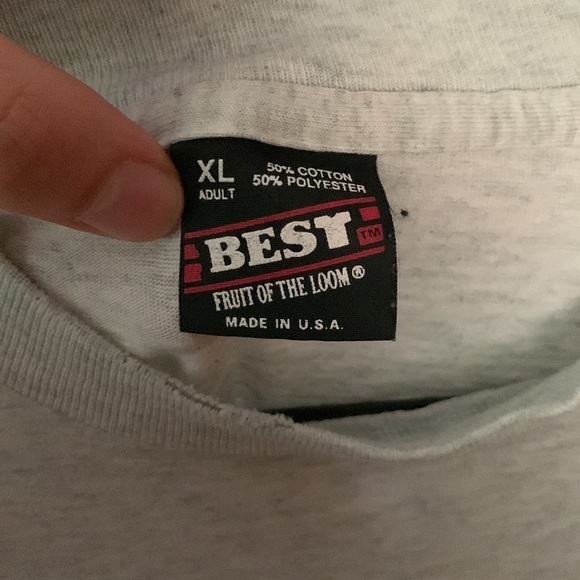 XL
ADULT
50% COTTON
50% POLYESTER
BEST
TM
FRUIT OF THE LOOM®
MADE IN U.S.A.